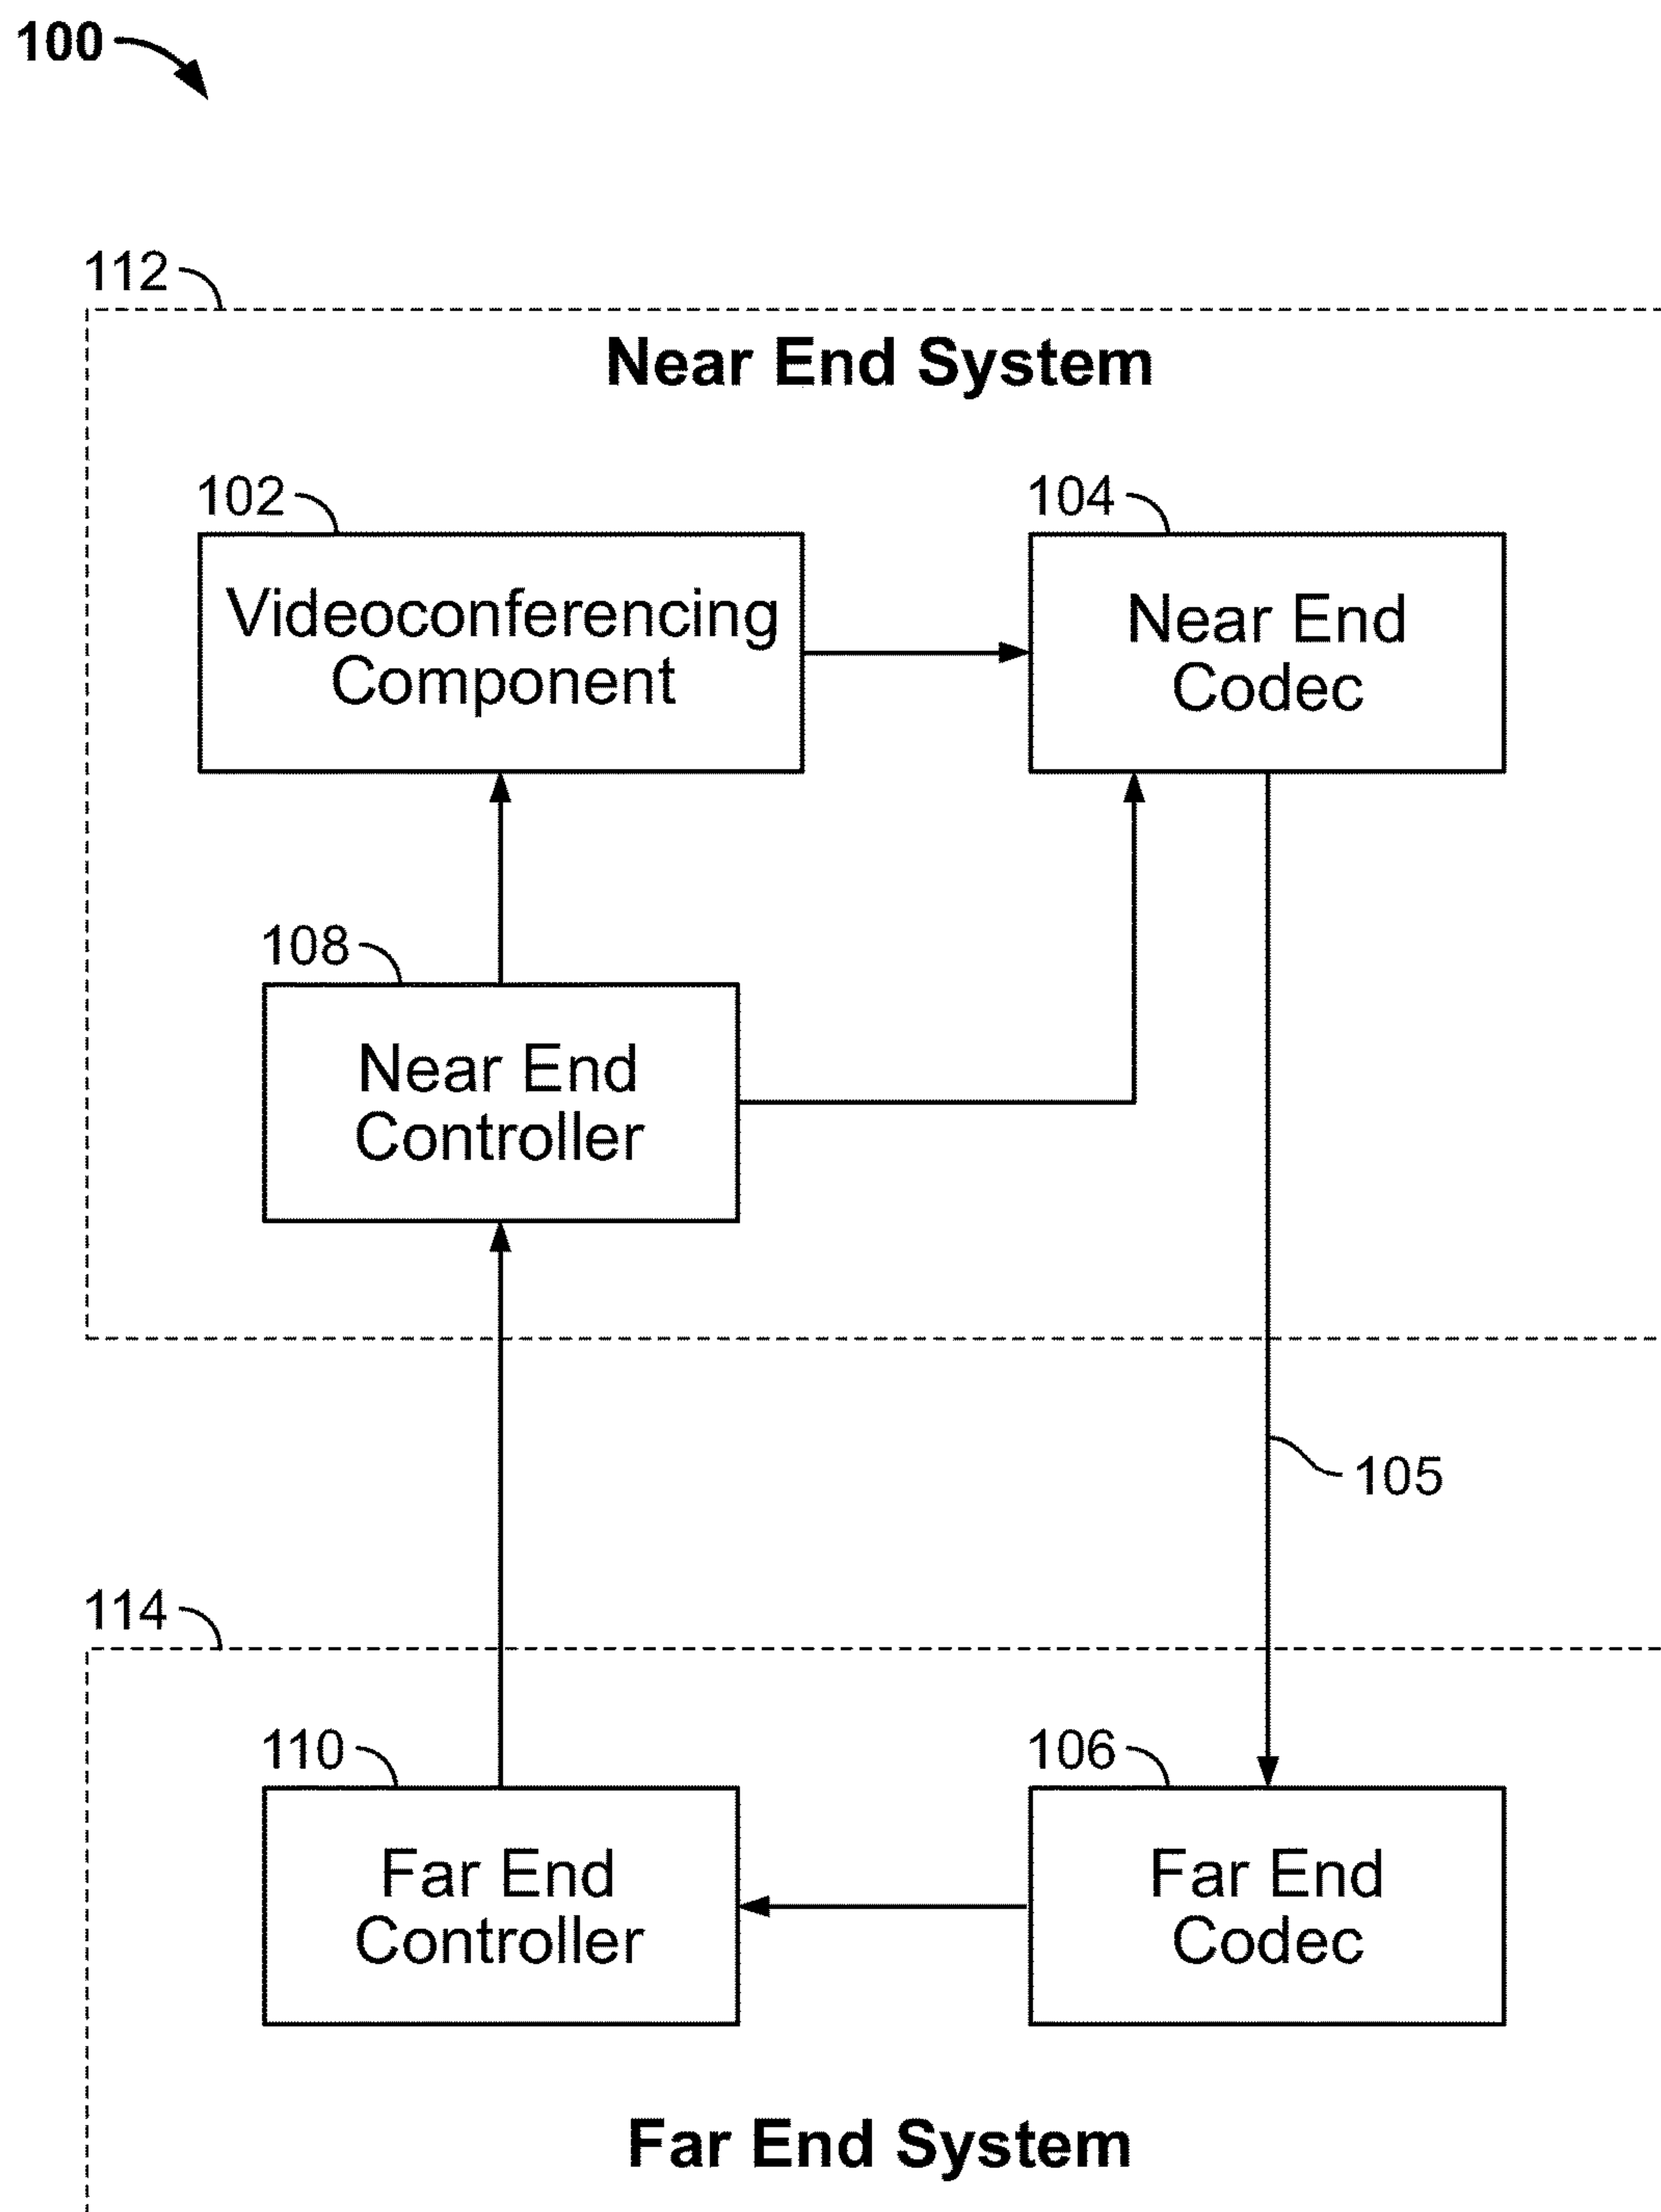 100
112
Near End System
102
104
Videoconferencing
Component
Near End
Codec
108
Near End
Controller
105
114
110
106
Far End
Controller
Far End
Codec
Far End System